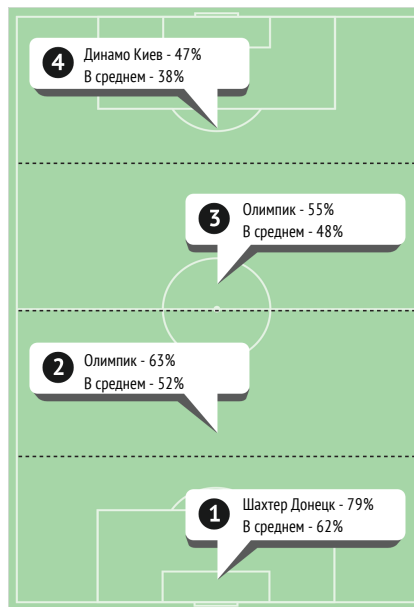 4
Динамо Киев - 47%
В среднем - 38%
3
Олимпик - 55%
В среднем - 48%
2
Олимпик - 63%
В среднем - 52%
1
Шахтер Донецк - 79%
В среднем - 62%